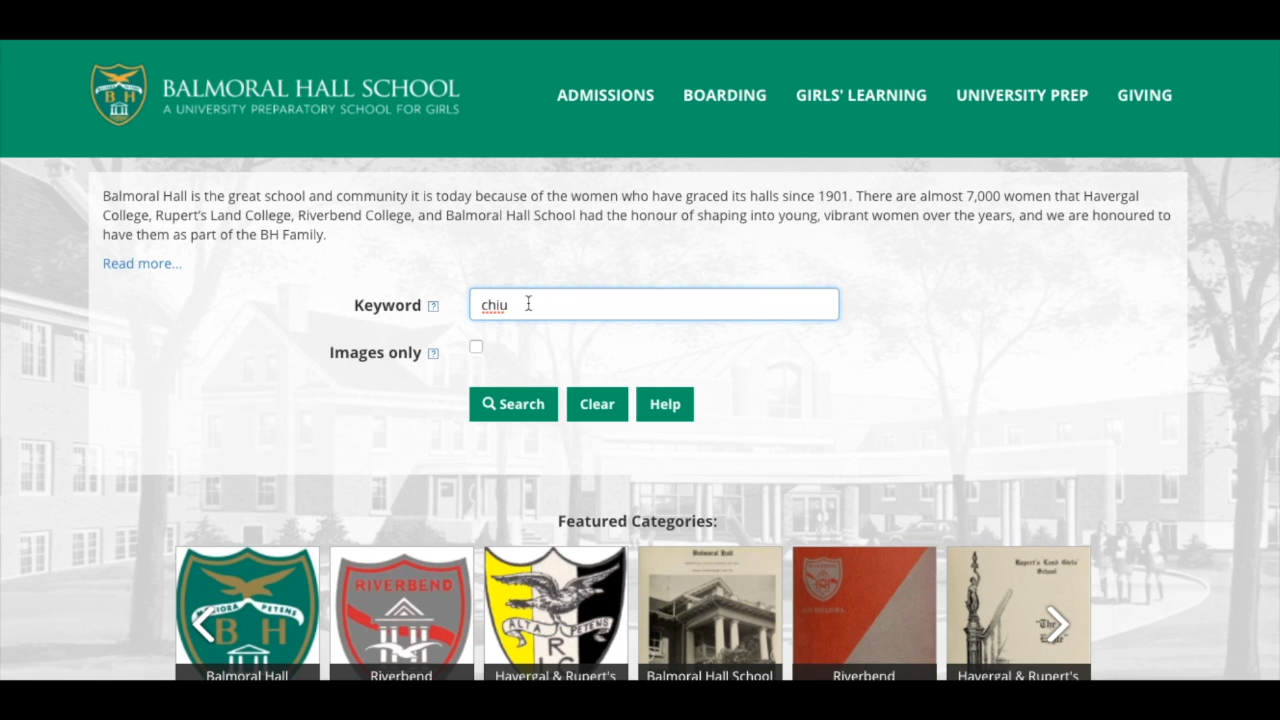 BALMORAL HALL SCHOOL
A UNIVERSITY PREPARATORY SCHOOL FOR GIRLS
ADMISSIONS BOARDING GIRLS' LEARNING UNIVERSITY PREP GIVING
Balmoral Hall is the great school and community it is today because of the women who have graced its halls since 1901. There are almost 7,000 women that Havergal
College, Rupert's Land College, Riverbend College, and Balmoral Hall School had the honour of shaping into young, vibrant women over the years, and we are honoured to
have them as part of the BH Family.
Read more...
Keyword ?
chiu
Images only ?
Search Clear Help
Featured Categories:
B H
RIVERBEND
ALTA PETENS
Balmoral Hall
Rupert's Land Girls'
School
Balmoral Hall
Riverbend
Havergal & Rupert's
Balmoral Hall School
Riverbend
Havergal & Rupert's